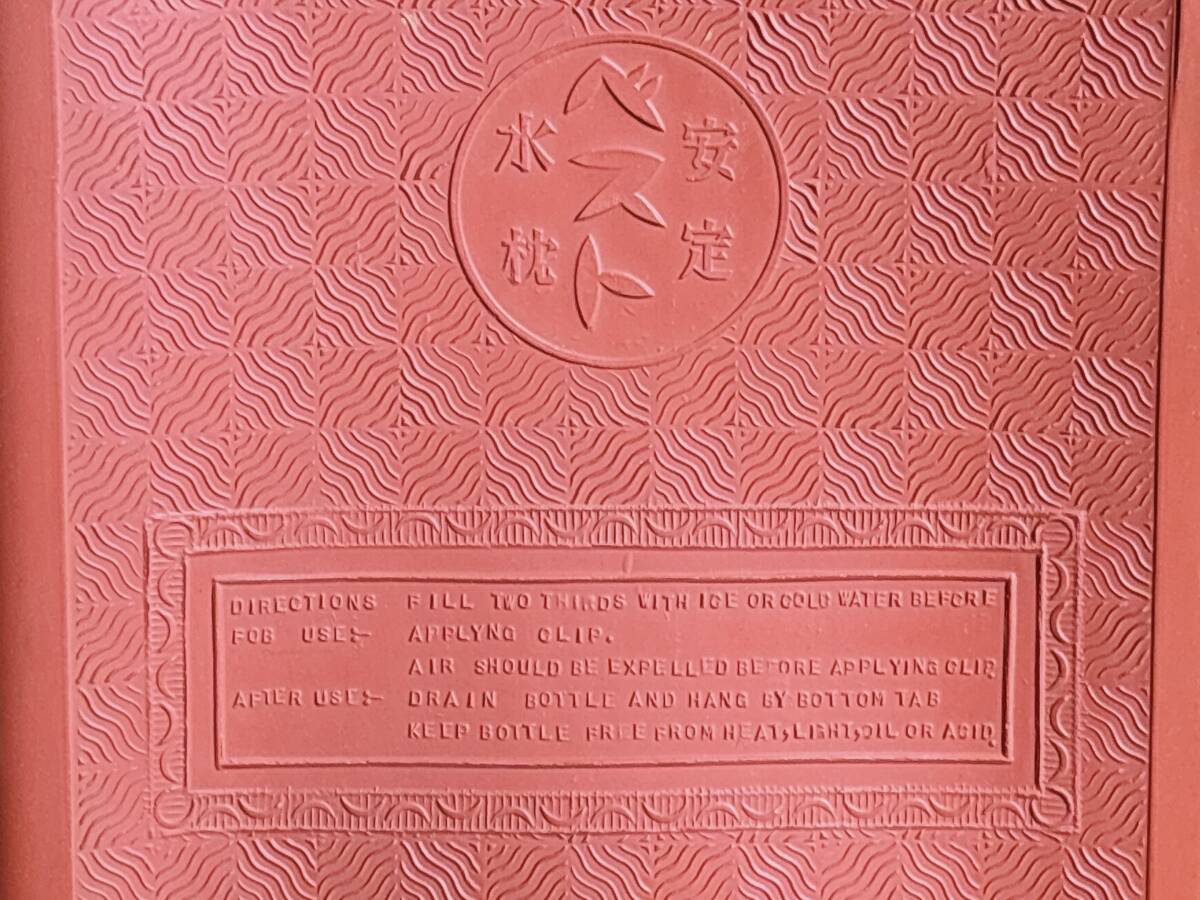 安定
ベスト
水枕
DIRECTIONS FILL TWO THIRDS WITH ICE OR COLD WATER BEFORE
FOR USE:- APPLYNG CLIP.
AIR SHOULD BE EXPELLED BEFORE APPLYING CLIP.
AFTER USE:- DRAIN BOTTLE AND HANG BY BOTTOM TAB
KEEP BOTTLE FREE FROM HEAT, LIGHT, OIL OR ACID.